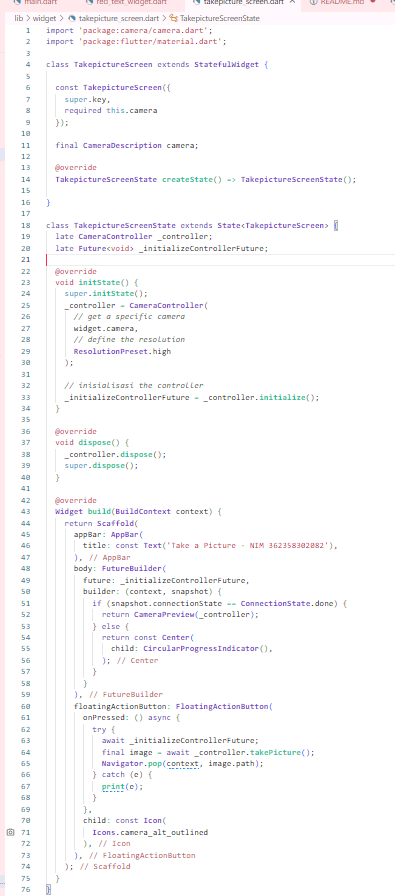 main.dart red_text_widget.dart takepicture_screen.dart README.md
lib > widget > takepicture_screen.dart > TakepictureScreenState
1 import 'package:camera/camera.dart';
2 import 'package:flutter/material.dart';
3
4 class TakepictureScreen extends StatefulWidget {
5
6 const TakepictureScreen({
7 super.key,
8 required this.camera
9 });
10
11 final CameraDescription camera;
12
13 @override
14 TakepictureScreenState createState() => TakepictureScreenState();
15
16 }
17
18 class TakepictureScreenState extends State<TakepictureScreen> {
19 late CameraController _controller;
20 late Future<void> _initializeControllerFuture;
21
22 @override
23 void initState() {
24 super.initState();
25 _controller = CameraController(
26 // get a specific camera
27 widget.camera,
28 // define the resolution
29 ResolutionPreset.high
30 );
31
32 // inisialisasi the controller
33 _initializeControllerFuture = _controller.initialize();
34 }
35
36 @override
37 void dispose() {
38 _controller.dispose();
39 super.dispose();
40 }
41
42 @override
43 Widget build(BuildContext context) {
44 return Scaffold(
45 appBar: AppBar(
46 title: const Text('Take a Picture - NIM 362358302082'),
47 ), // AppBar
48 body: FutureBuilder(
49 future: _initializeControllerFuture,
50 builder: (context, snapshot) {
51 if (snapshot.connectionState == ConnectionState.done) {
52 return CameraPreview(_controller);
53 } else {
54 return const Center(
55 child: CircularProgressIndicator(),
56 ); // Center
57 }
58 }
59 ), // FutureBuilder
60 floatingActionButton: FloatingActionButton(
61 onPressed: () async {
62 try {
63 await _initializeControllerFuture;
64 final image = await _controller.takePicture();
65 Navigator.pop(context, image.path);
66 } catch (e) {
67 print(e);
68 }
69 },
70 child: const Icon(
71 Icons.camera_alt_outlined
72 ), // Icon
73 ), // FloatingActionButton
74 ); // Scaffold
75 }
76 }